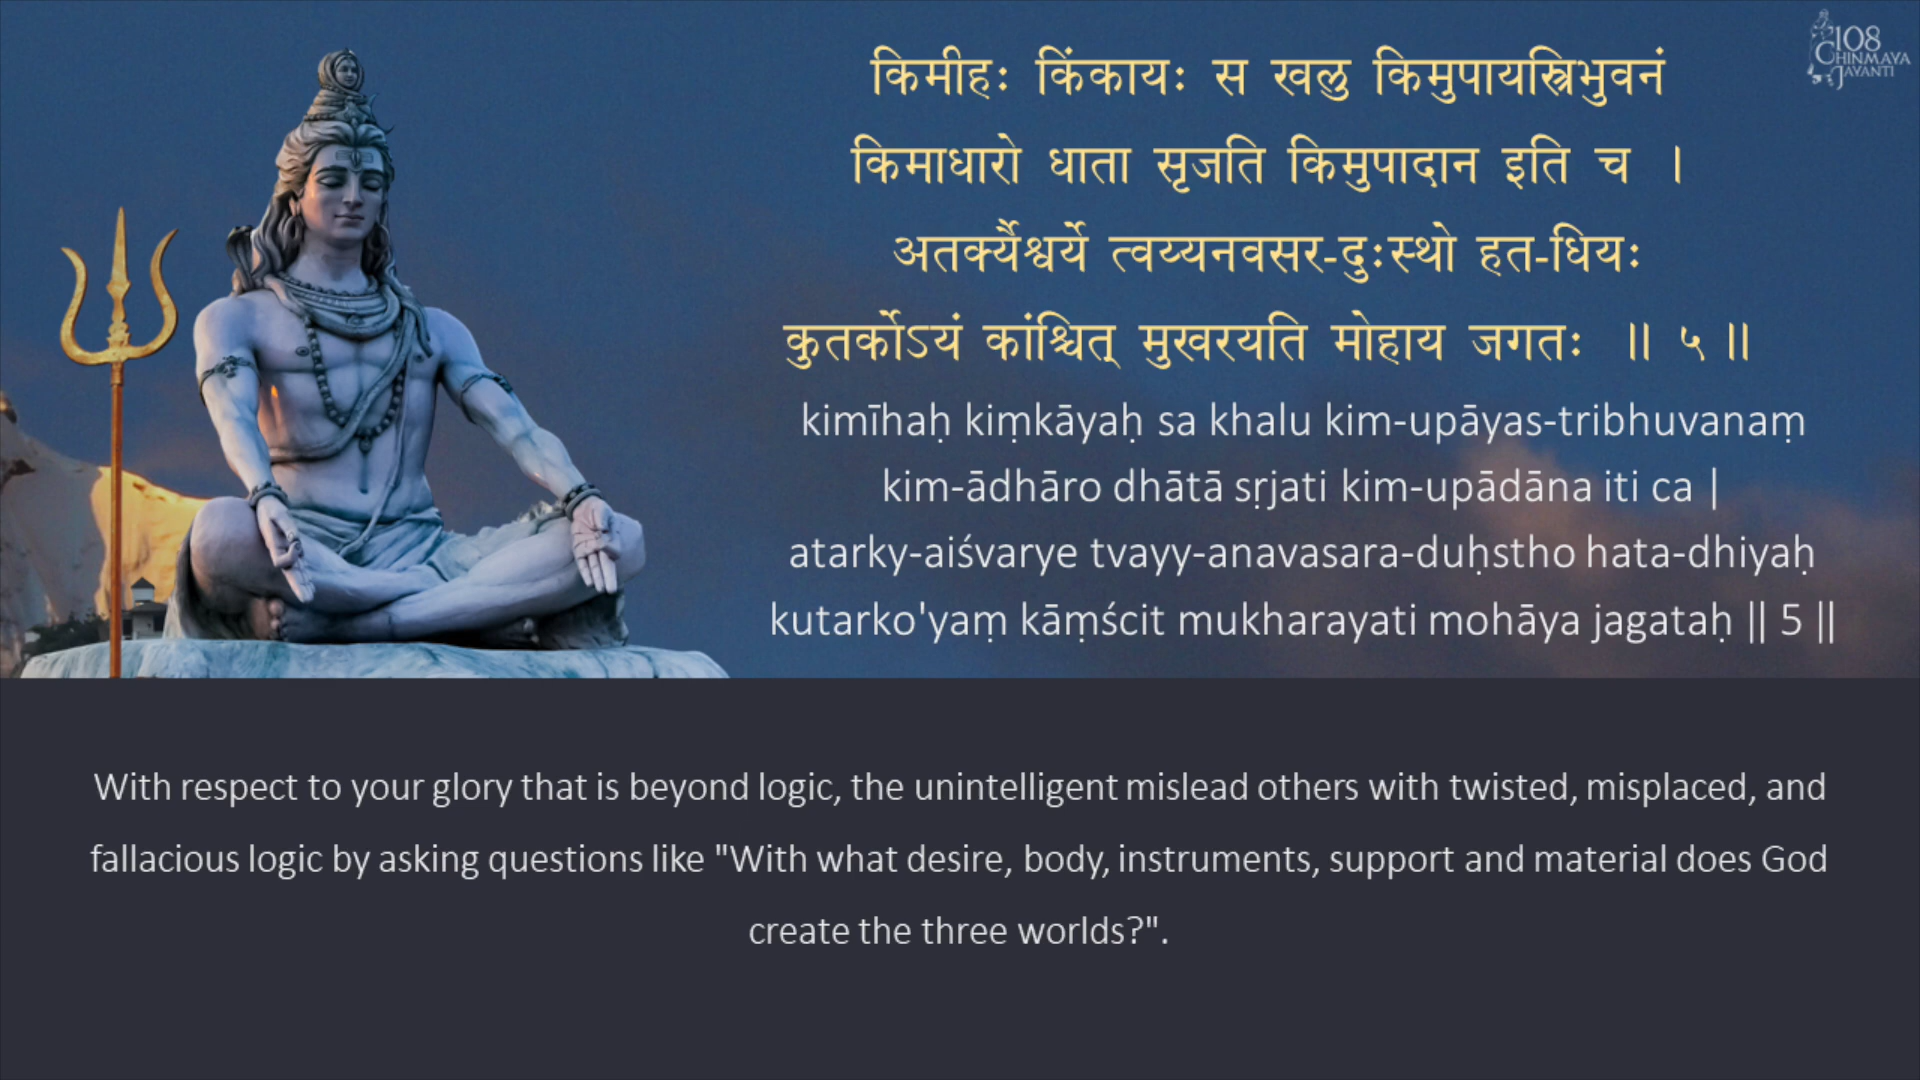 108
CHINMAYA
JAYANTI
किमीहः किंकायः स खलु किमुपायस्त्रिभुवनं
किमाधारो धाता सृजति किमुपादान इति च ।
अतर्क्यैश्वर्ये त्वय्यनवसर-दुःस्थो हत-धियः
कुतर्कोऽयं कांश्चित् मुखरयति मोहाय जगतः ॥ ५ ॥
kimīhaḥ kiṃkāyaḥ sa khalu kim-upāyas-tribhuvanaṃ
kim-ādhāro dhātā sṛjati kim-upādāna iti ca |
atarky-aiśvarye tvayy-anavasara-duḥstho hata-dhiyaḥ
kutarko'yaṃ kāṃścit mukharayati mohāya jagataḥ || 5 ||
With respect to your glory that is beyond logic, the unintelligent mislead others with twisted, misplaced, and
fallacious logic by asking questions like "With what desire, body, instruments, support and material does God
create the three worlds?".